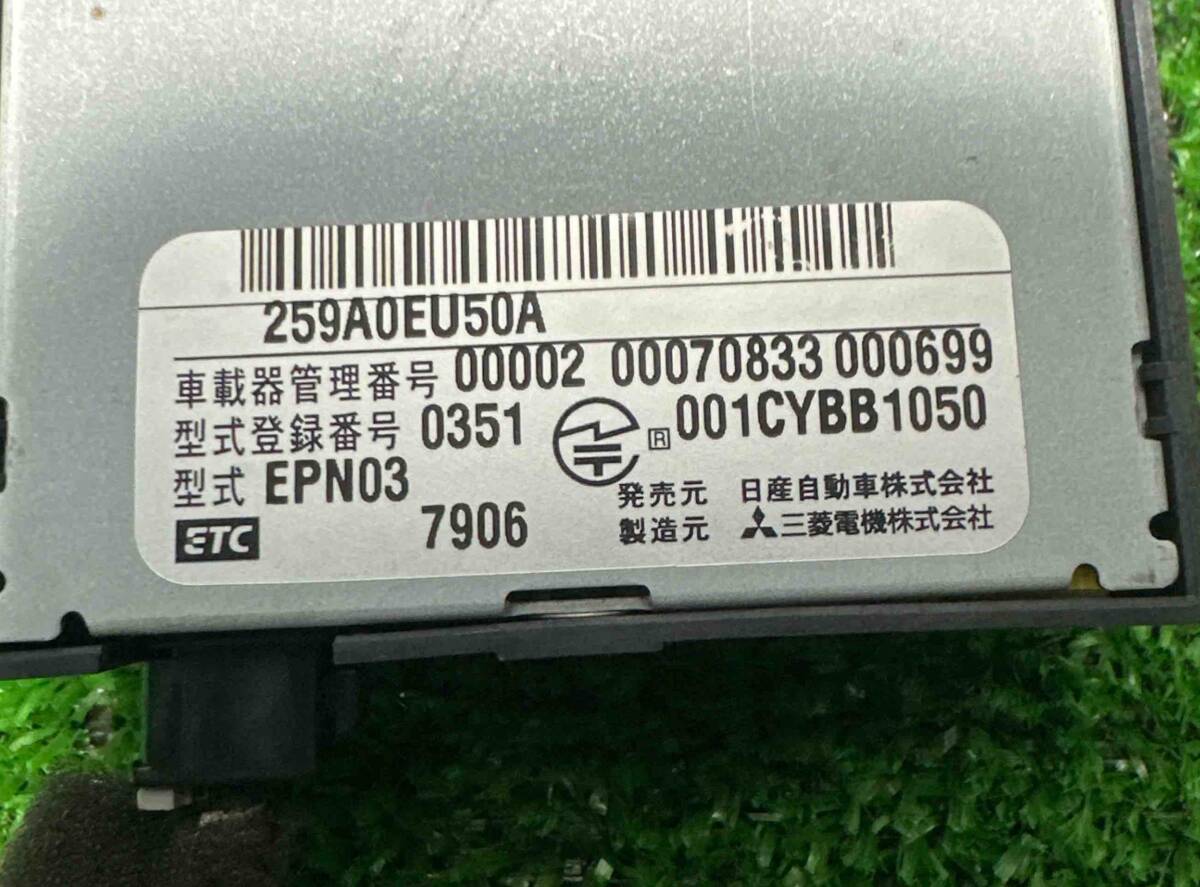 259A0EU50A
車載器管理番号 00002 00070833 000699
型式登録番号 0351 R 001CYBB1050
型式 EPN03
発売元 日産自動車株式会社
ETC 7906 製造元 三菱電機株式会社